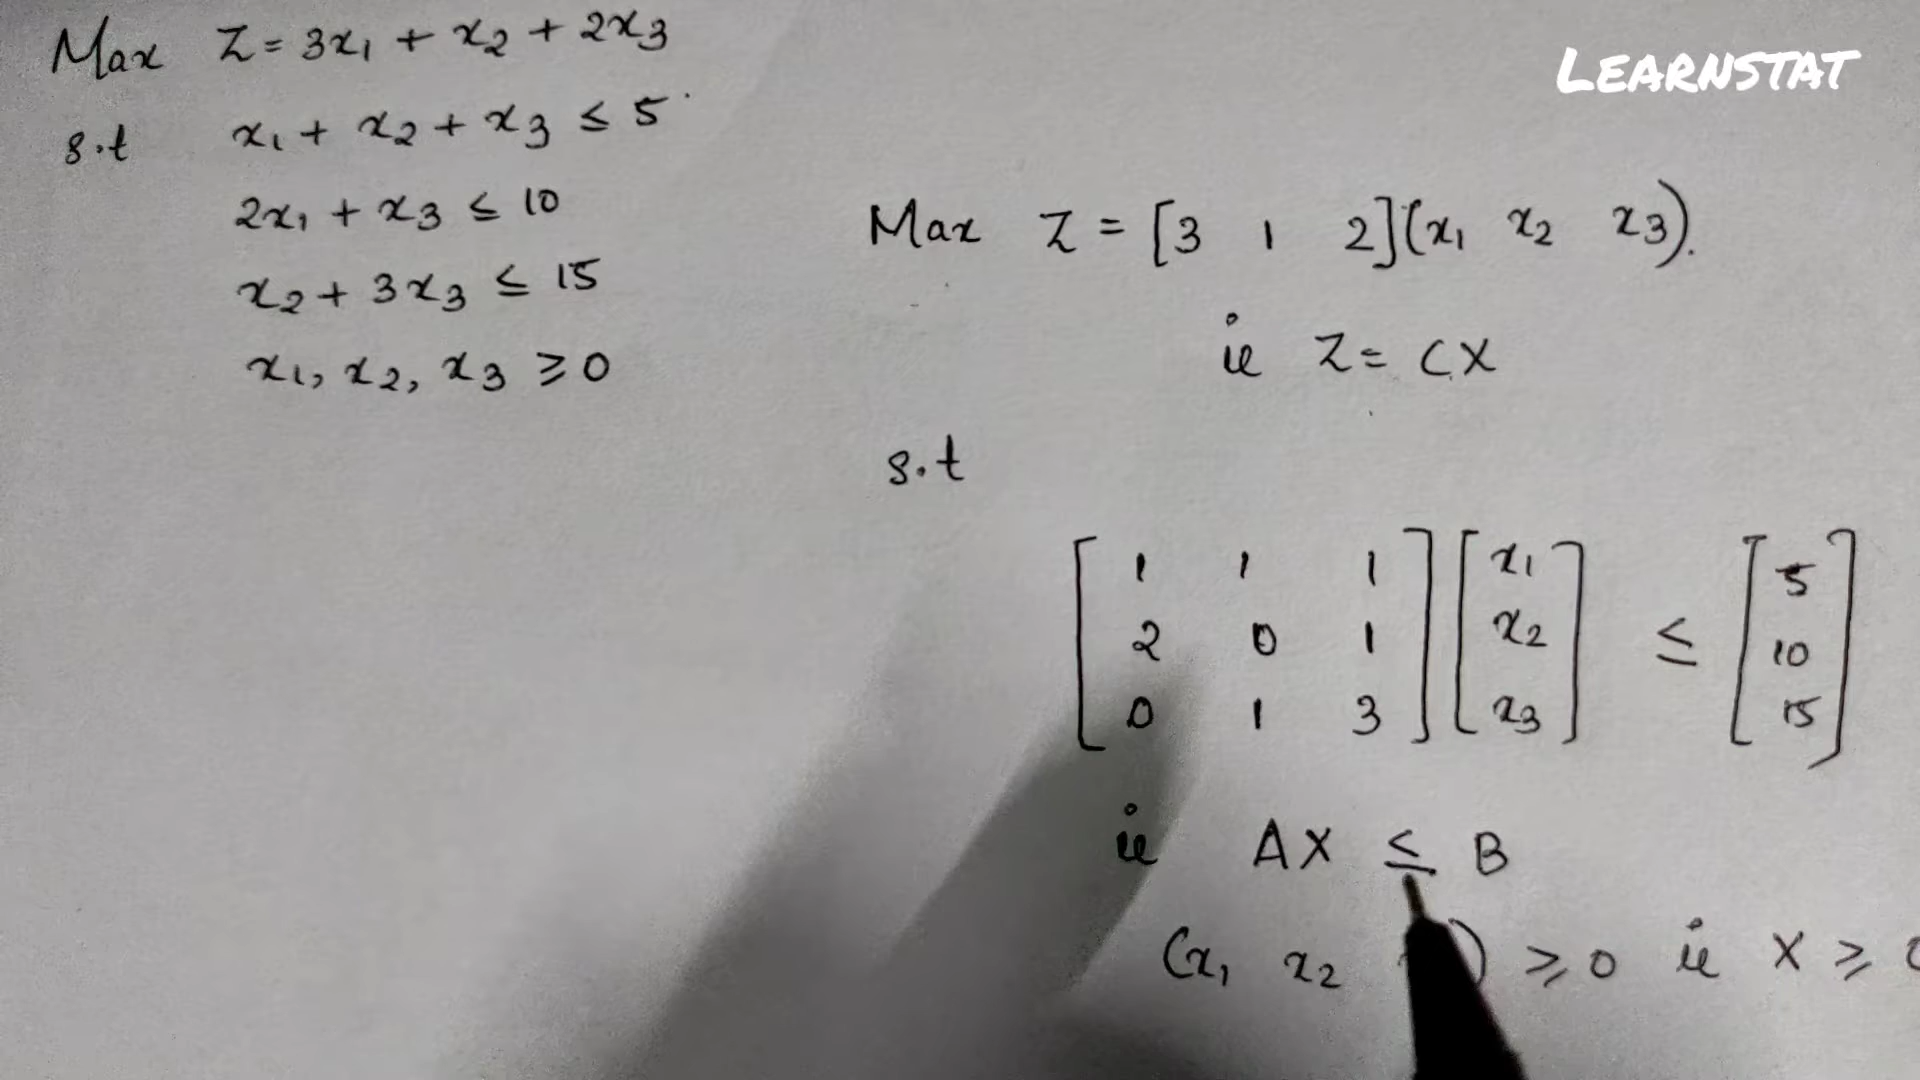 Max Z = 3x₁ + x₂ + 2x₃
s.t x₁ + x₂ + x₃ ≤ 5
2x₁ + x₃ ≤ 10
x₂ + 3x₃ ≤ 15
x₁, x₂, x₃ ≥ 0
LEARNSTAT
Max Z = [3 1 2](x₁ x₂ x₃).
ie Z = CX
s.t
[1 1 1] [x₁] ≤ [5]
[2 0 1] [x₂] [10]
[0 1 3] [x₃] [15]
ie AX ≤ B
(x₁ x₂ ) ≥ 0 ie X ≥